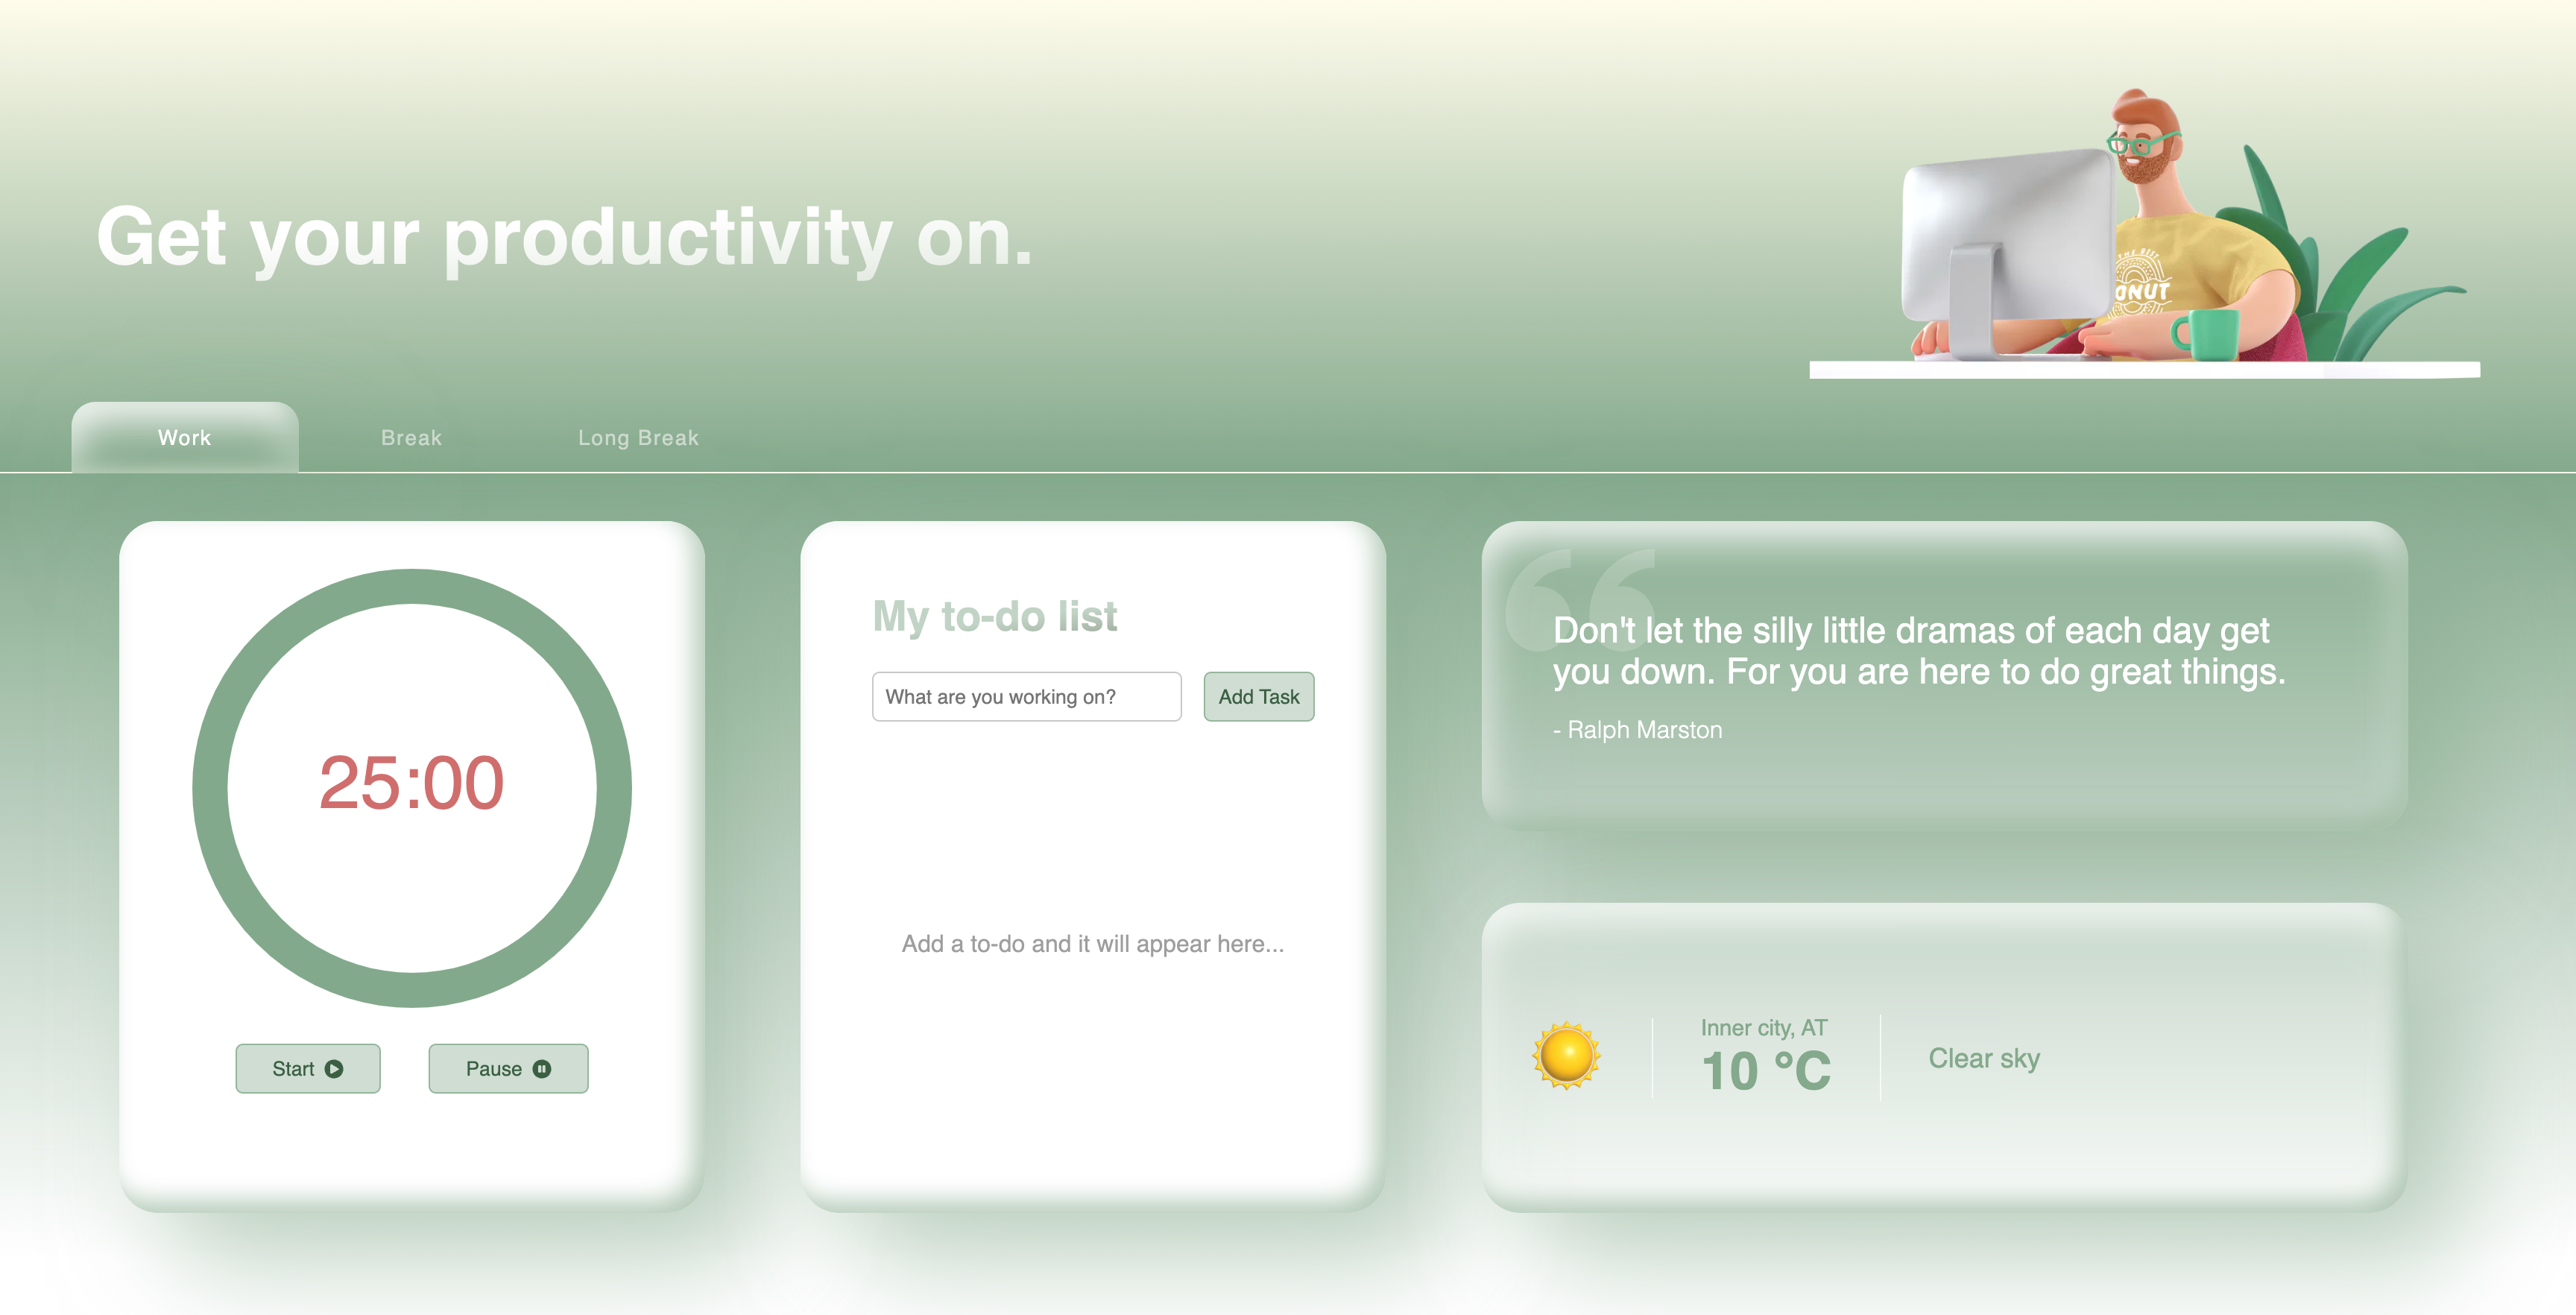 Get your productivity on.
THE BEST
ONUT
Work
Break
Long Break
25:00
Start
Pause
My to-do list
What are you working on?
Add Task
Add a to-do and it will appear here...
“
Don't let the silly little dramas of each day get
you down. For you are here to do great things.
- Ralph Marston
Inner city, AT
10 °C
Clear sky